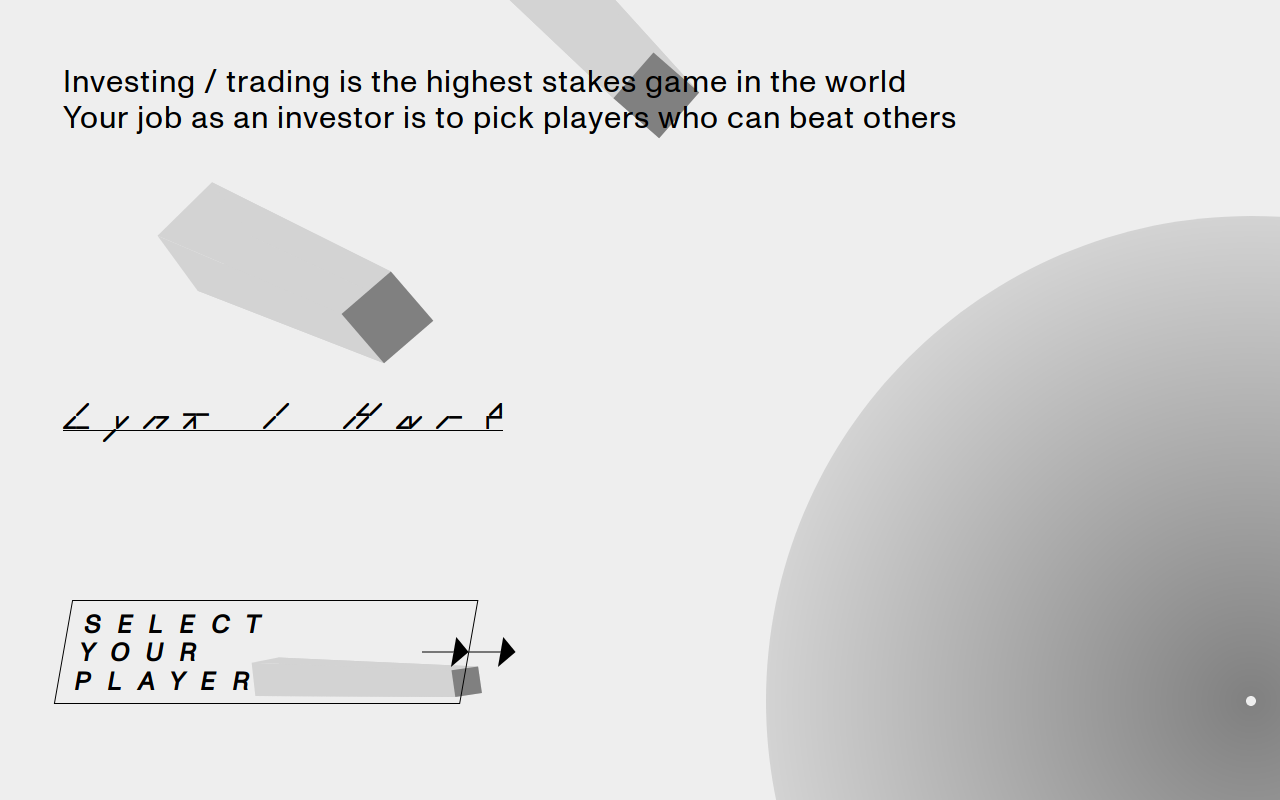 Investing / trading is the highest stakes game in the world
Your job as an investor is to pick players who can beat others
Lynx / Hare
SELECT
YOUR
PLAYER